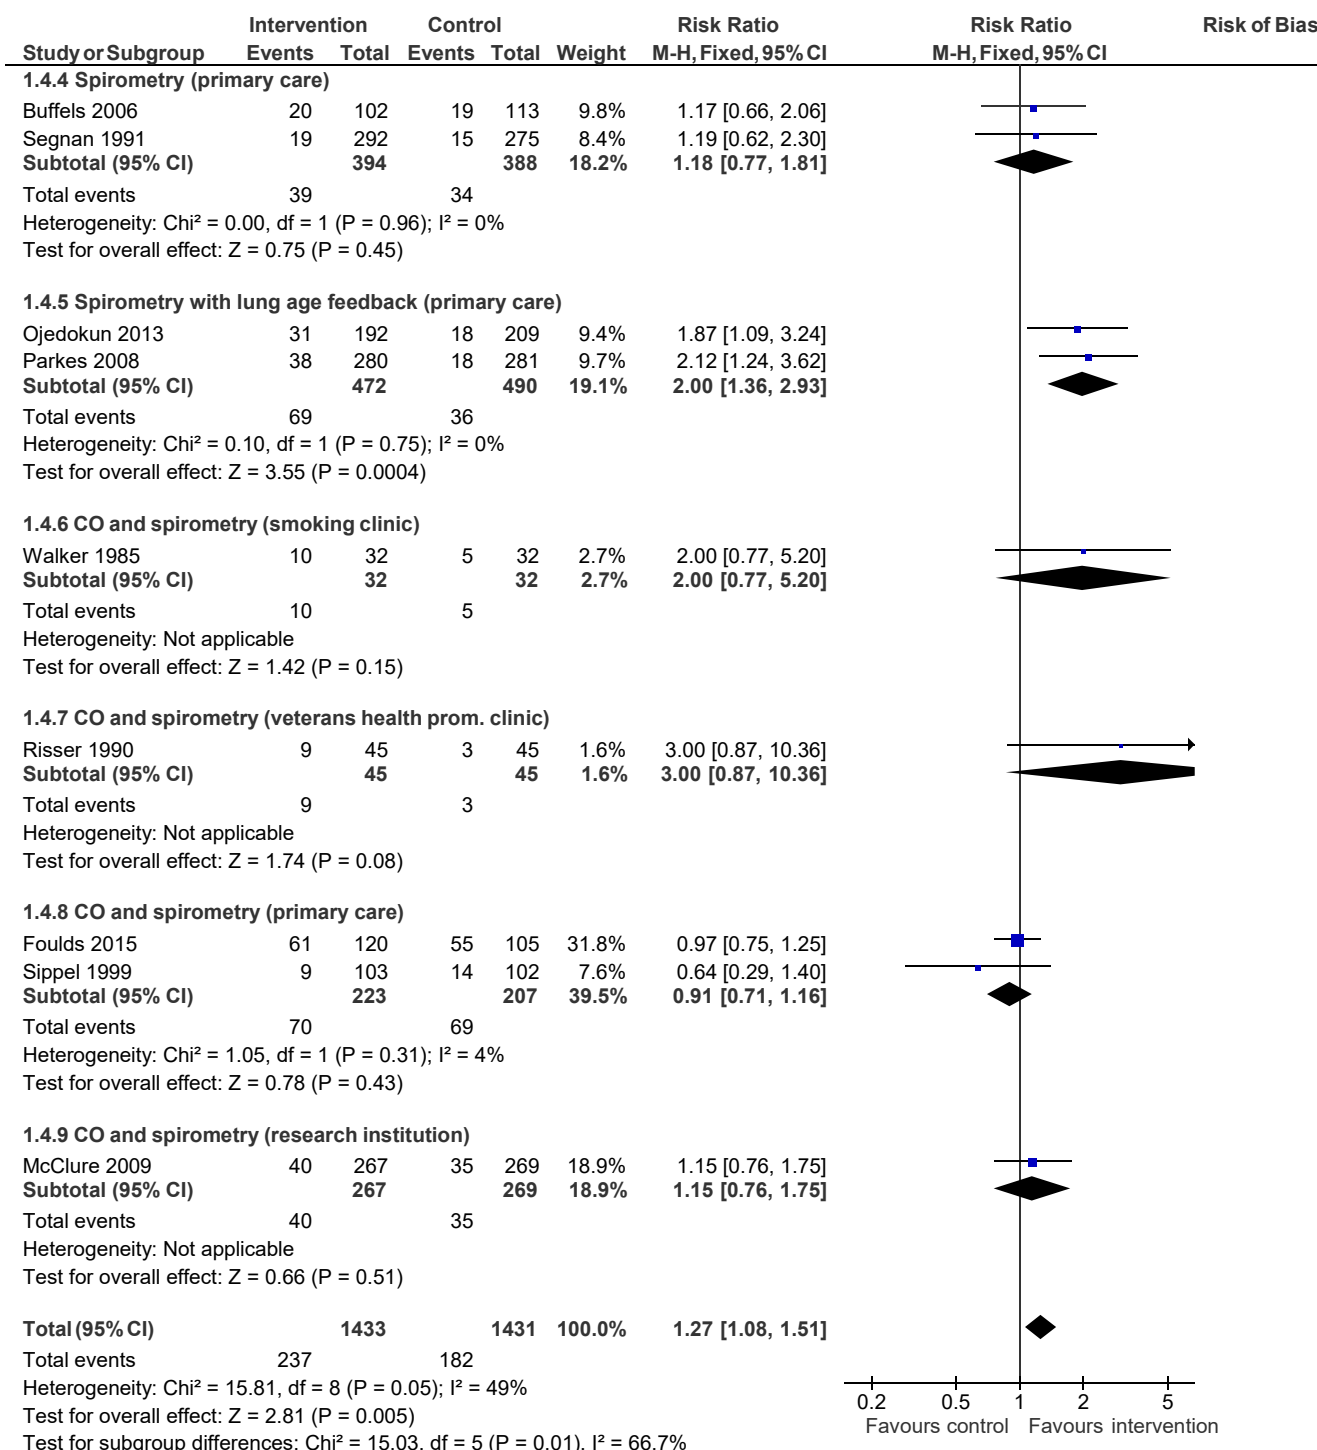 Intervention Control Risk Ratio Risk Ratio Risk of Bias
Study or Subgroup Events Total Events Total Weight M-H, Fixed, 95% CI M-H, Fixed, 95% CI
1.4.4 Spirometry (primary care)
Buffels 2006 20 102 19 113 9.8% 1.17 [0.66, 2.06]
Segnan 1991 19 292 15 275 8.4% 1.19 [0.62, 2.30]
Subtotal (95% CI) 394 388 18.2% 1.18 [0.77, 1.81]
Total events 39 34
Heterogeneity: Chi² = 0.00, df = 1 (P = 0.96); I² = 0%
Test for overall effect: Z = 0.75 (P = 0.45)
1.4.5 Spirometry with lung age feedback (primary care)
Ojedokun 2013 31 192 18 209 9.4% 1.87 [1.09, 3.24]
Parkes 2008 38 280 18 281 9.7% 2.12 [1.24, 3.62]
Subtotal (95% CI) 472 490 19.1% 2.00 [1.36, 2.93]
Total events 69 36
Heterogeneity: Chi² = 0.10, df = 1 (P = 0.75); I² = 0%
Test for overall effect: Z = 3.55 (P = 0.0004)
1.4.6 CO and spirometry (smoking clinic)
Walker 1985 10 32 5 32 2.7% 2.00 [0.77, 5.20]
Subtotal (95% CI) 32 32 2.7% 2.00 [0.77, 5.20]
Total events 10 5
Heterogeneity: Not applicable
Test for overall effect: Z = 1.42 (P = 0.15)
1.4.7 CO and spirometry (veterans health prom. clinic)
Risser 1990 9 45 3 45 1.6% 3.00 [0.87, 10.36]
Subtotal (95% CI) 45 45 1.6% 3.00 [0.87, 10.36]
Total events 9 3
Heterogeneity: Not applicable
Test for overall effect: Z = 1.74 (P = 0.08)
1.4.8 CO and spirometry (primary care)
Foulds 2015 61 120 55 105 31.8% 0.97 [0.75, 1.25]
Sippel 1999 9 103 14 102 7.6% 0.64 [0.29, 1.40]
Subtotal (95% CI) 223 207 39.5% 0.91 [0.71, 1.16]
Total events 70 69
Heterogeneity: Chi² = 1.05, df = 1 (P = 0.31); I² = 4%
Test for overall effect: Z = 0.78 (P = 0.43)
1.4.9 CO and spirometry (research institution)
McClure 2009 40 267 35 269 18.9% 1.15 [0.76, 1.75]
Subtotal (95% CI) 267 269 18.9% 1.15 [0.76, 1.75]
Total events 40 35
Heterogeneity: Not applicable
Test for overall effect: Z = 0.66 (P = 0.51)
Total (95% CI) 1433 1431 100.0% 1.27 [1.08, 1.51]
Total events 237 182
Heterogeneity: Chi² = 15.81, df = 8 (P = 0.05); I² = 49%
0.2 0.5 1 2 5
Test for overall effect: Z = 2.81 (P = 0.005)
Favours control Favours intervention
Test for subgroup differences: Chi² = 15.03, df = 5 (P = 0.01), I² = 66.7%